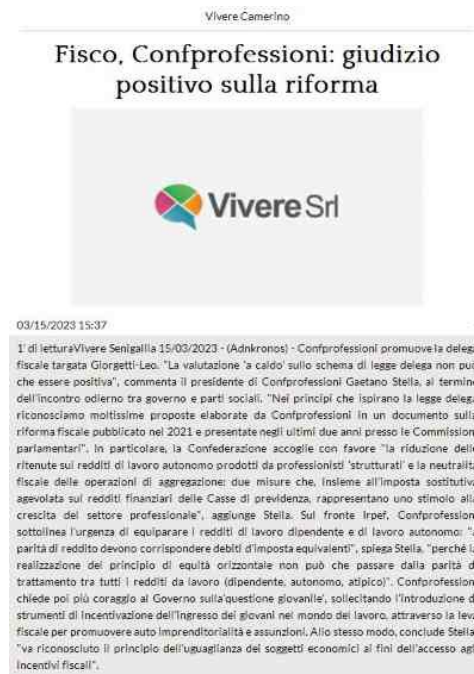 Vivere Camerino
Fisco, Confprofessioni: giudizio
positivo sulla riforma
Vivere Srl
03/15/2023 15:37
1' di letturaVivere Senigallia 15/03/2023 - (Adnkronos) - Confprofessioni promuove la delega
fiscale targata Giorgetti-Leo. "La valutazione 'a caldo' sullo schema di legge delega non può
che essere positiva", commenta il presidente di Confprofessioni Gaetano Stella, al termine
dell'incontro odierno tra governo e parti sociali. "Nei principi che ispirano la legge delega
riconosciamo moltissime proposte elaborate da Confprofessioni in un documento sulla
riforma fiscale pubblicato nel 2021 e presentate negli ultimi due anni presso le Commission
parlamentari". In particolare, la Confederazione accoglie con favore "la riduzione delle
ritenute sui redditi di lavoro autonomo prodotti da professionisti 'strutturati' e la neutralità
fiscale delle operazioni di aggregazione: due misure che, insieme all'imposta sostitutiva
agevolata sui redditi finanziari delle Casse di previdenza, rappresentano uno stimolo alla
crescita del settore professionale", aggiunge Stella. Sul fronte Irpef, Confprofession
sottolinea l'urgenza di equiparare i redditi di lavoro dipendente e di lavoro autonomo: "a
parità di reddito devono corrispondere debiti d'imposta equivalenti", spiega Stella, "perché la
realizzazione del principio di equità orizzontale non può che passare dalla parità d
trattamento tra tutti i redditi da lavoro (dipendente, autonomo, atipico)". Confprofession
chiede poi più coraggio al Governo sulla'questione giovanile', sollecitando l'introduzione d
strumenti di incentivazione dell'ingresso dei giovani nel mondo del lavoro, attraverso la leva
fiscale per promuovere auto imprenditorialità e assunzioni. Allo stesso modo, conclude Stella
"va riconosciuto il principio dell'uguaglianza dei soggetti economici ai fini dell'accesso agli
incentivi fiscali".